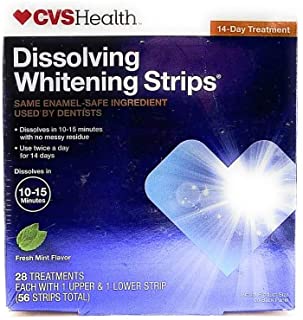 CVSHealth™
14-Day Treatment
Dissolving
Whitening Strips®
SAME ENAMEL-SAFE INGREDIENT
USED BY DENTISTS
• Dissolves in 10-15 minutes
with no messy residue
• Use twice a day
for 14 days
Dissolves in
10-15
Minutes
Fresh Mint Flavor
28 TREATMENTS
EACH WITH 1 UPPER & 1 LOWER STRIP
(56 STRIPS TOTAL)